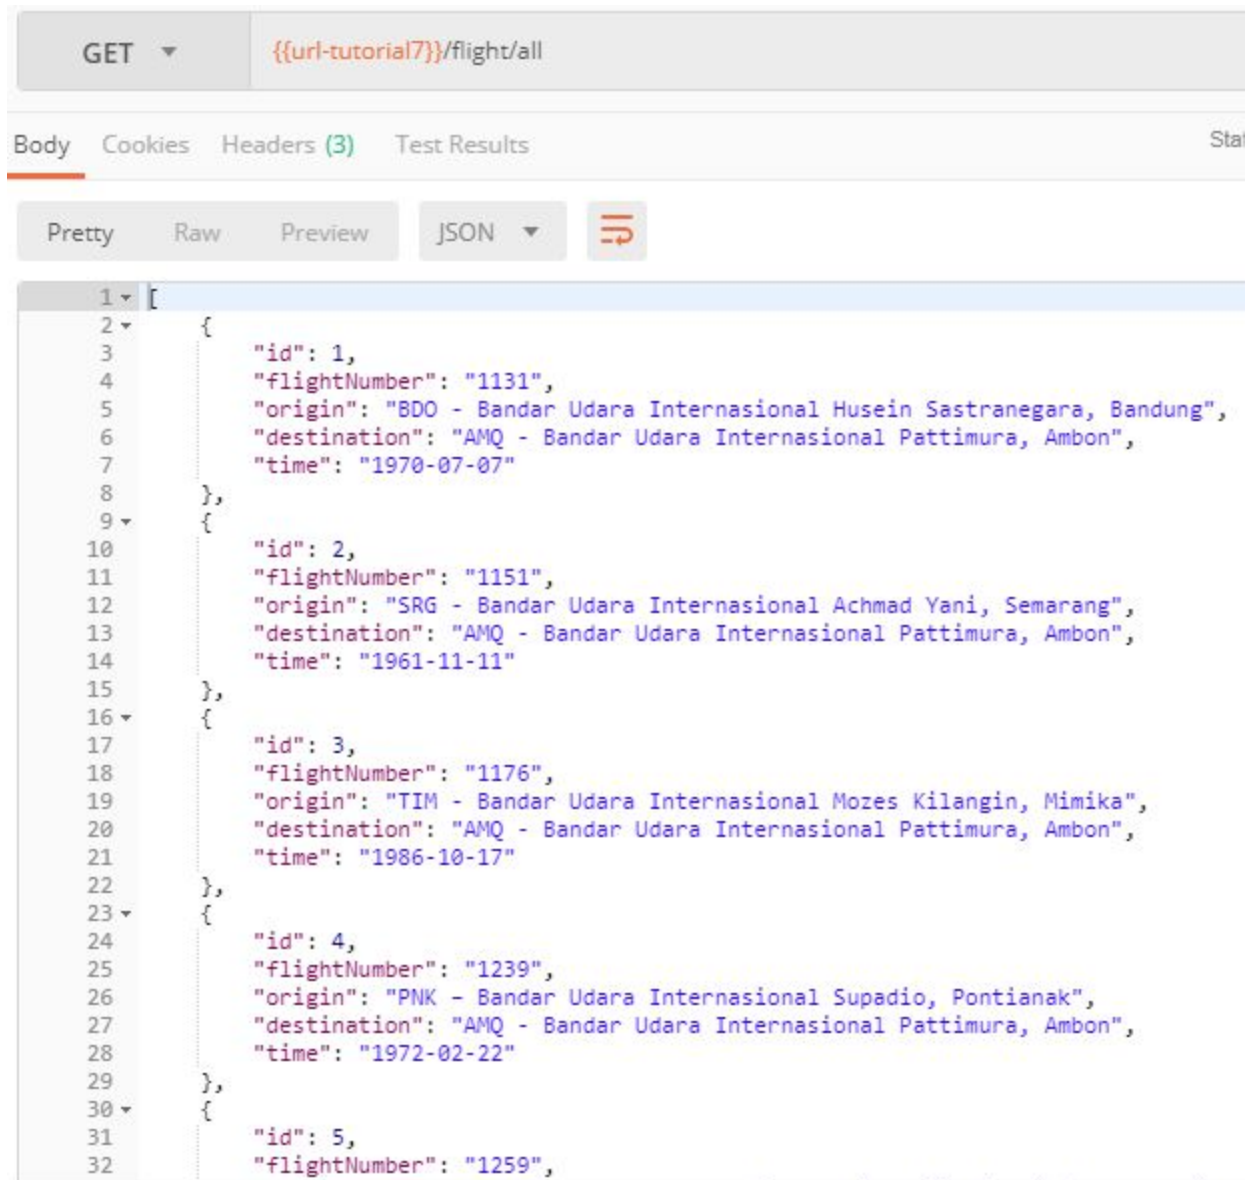 GET {{url-tutorial7}}/flight/all
Body Cookies Headers (3) Test Results
Pretty Raw Preview JSON
1 [
2 {
3 "id": 1,
4 "flightNumber": "1131",
5 "origin": "BDO - Bandar Udara Internasional Husein Sastranegara, Bandung",
6 "destination": "AMQ - Bandar Udara Internasional Pattimura, Ambon",
7 "time": "1970-07-07"
8 },
9 {
10 "id": 2,
11 "flightNumber": "1151",
12 "origin": "SRG - Bandar Udara Internasional Achmad Yani, Semarang",
13 "destination": "AMQ - Bandar Udara Internasional Pattimura, Ambon",
14 "time": "1961-11-11"
15 },
16 {
17 "id": 3,
18 "flightNumber": "1176",
19 "origin": "TIM - Bandar Udara Internasional Mozes Kilangin, Mimika",
20 "destination": "AMQ - Bandar Udara Internasional Pattimura, Ambon",
21 "time": "1986-10-17"
22 },
23 {
24 "id": 4,
25 "flightNumber": "1239",
26 "origin": "PNK – Bandar Udara Internasional Supadio, Pontianak",
27 "destination": "AMQ - Bandar Udara Internasional Pattimura, Ambon",
28 "time": "1972-02-22"
29 },
30 {
31 "id": 5,
32 "flightNumber": "1259",